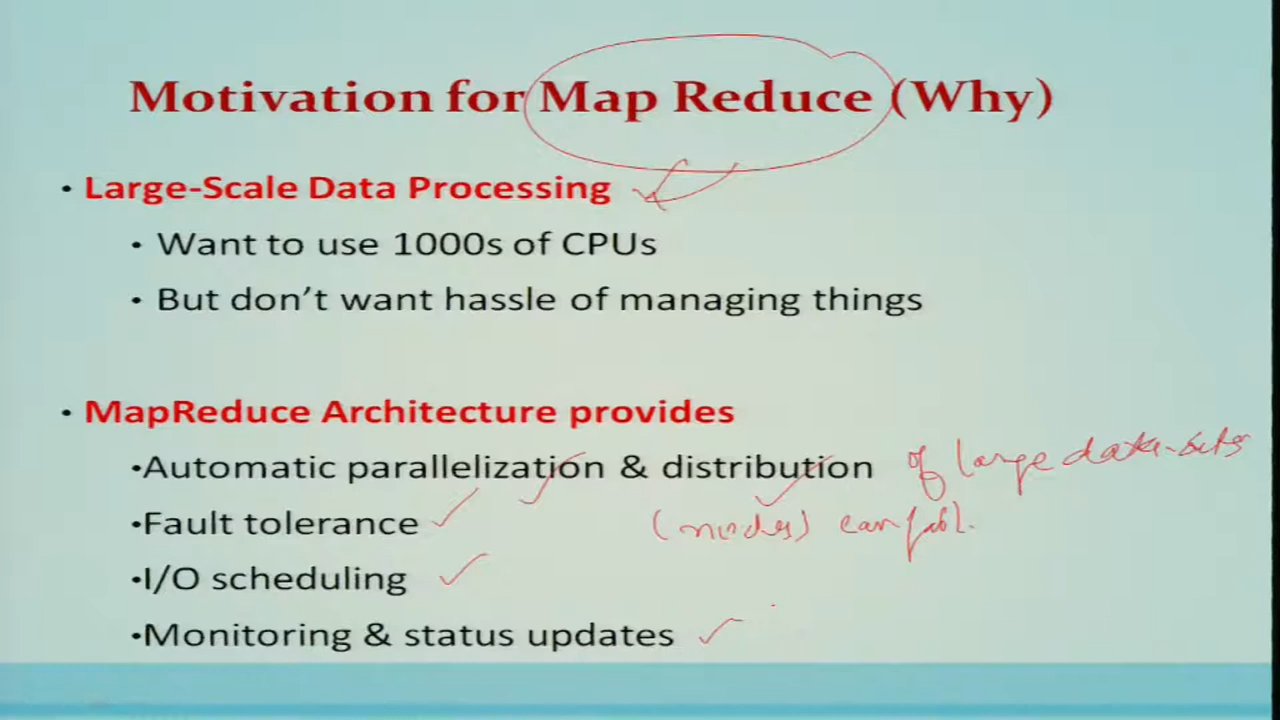 Motivation for Map Reduce (Why)
• Large-Scale Data Processing
• Want to use 1000s of CPUs
• But don't want hassle of managing things
• MapReduce Architecture provides
•Automatic parallelization & distribution of large data-sets
•Fault tolerance (nodes) can fail.
•I/O scheduling
•Monitoring & status updates